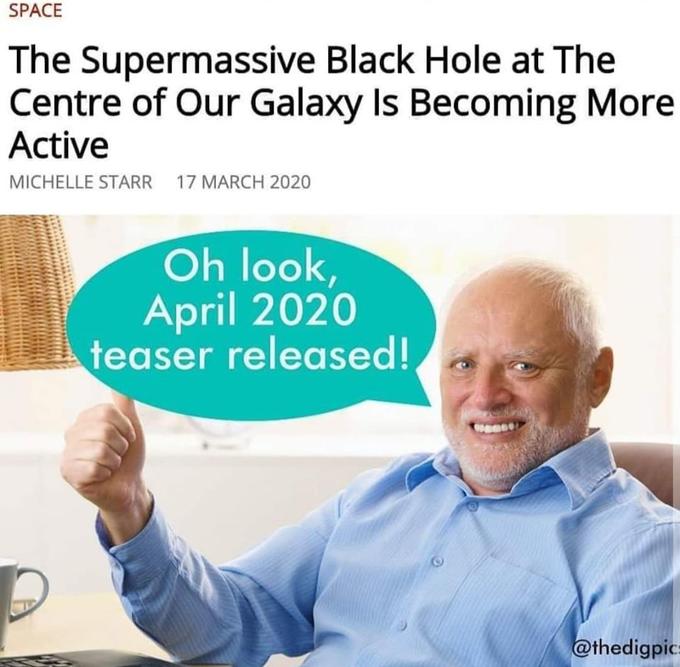 SPACE
The Supermassive Black Hole at The
Centre of Our Galaxy Is Becoming More
Active
MICHELLE STARR 17 MARCH 2020
Oh look,
April 2020
teaser released!
@thedigpics